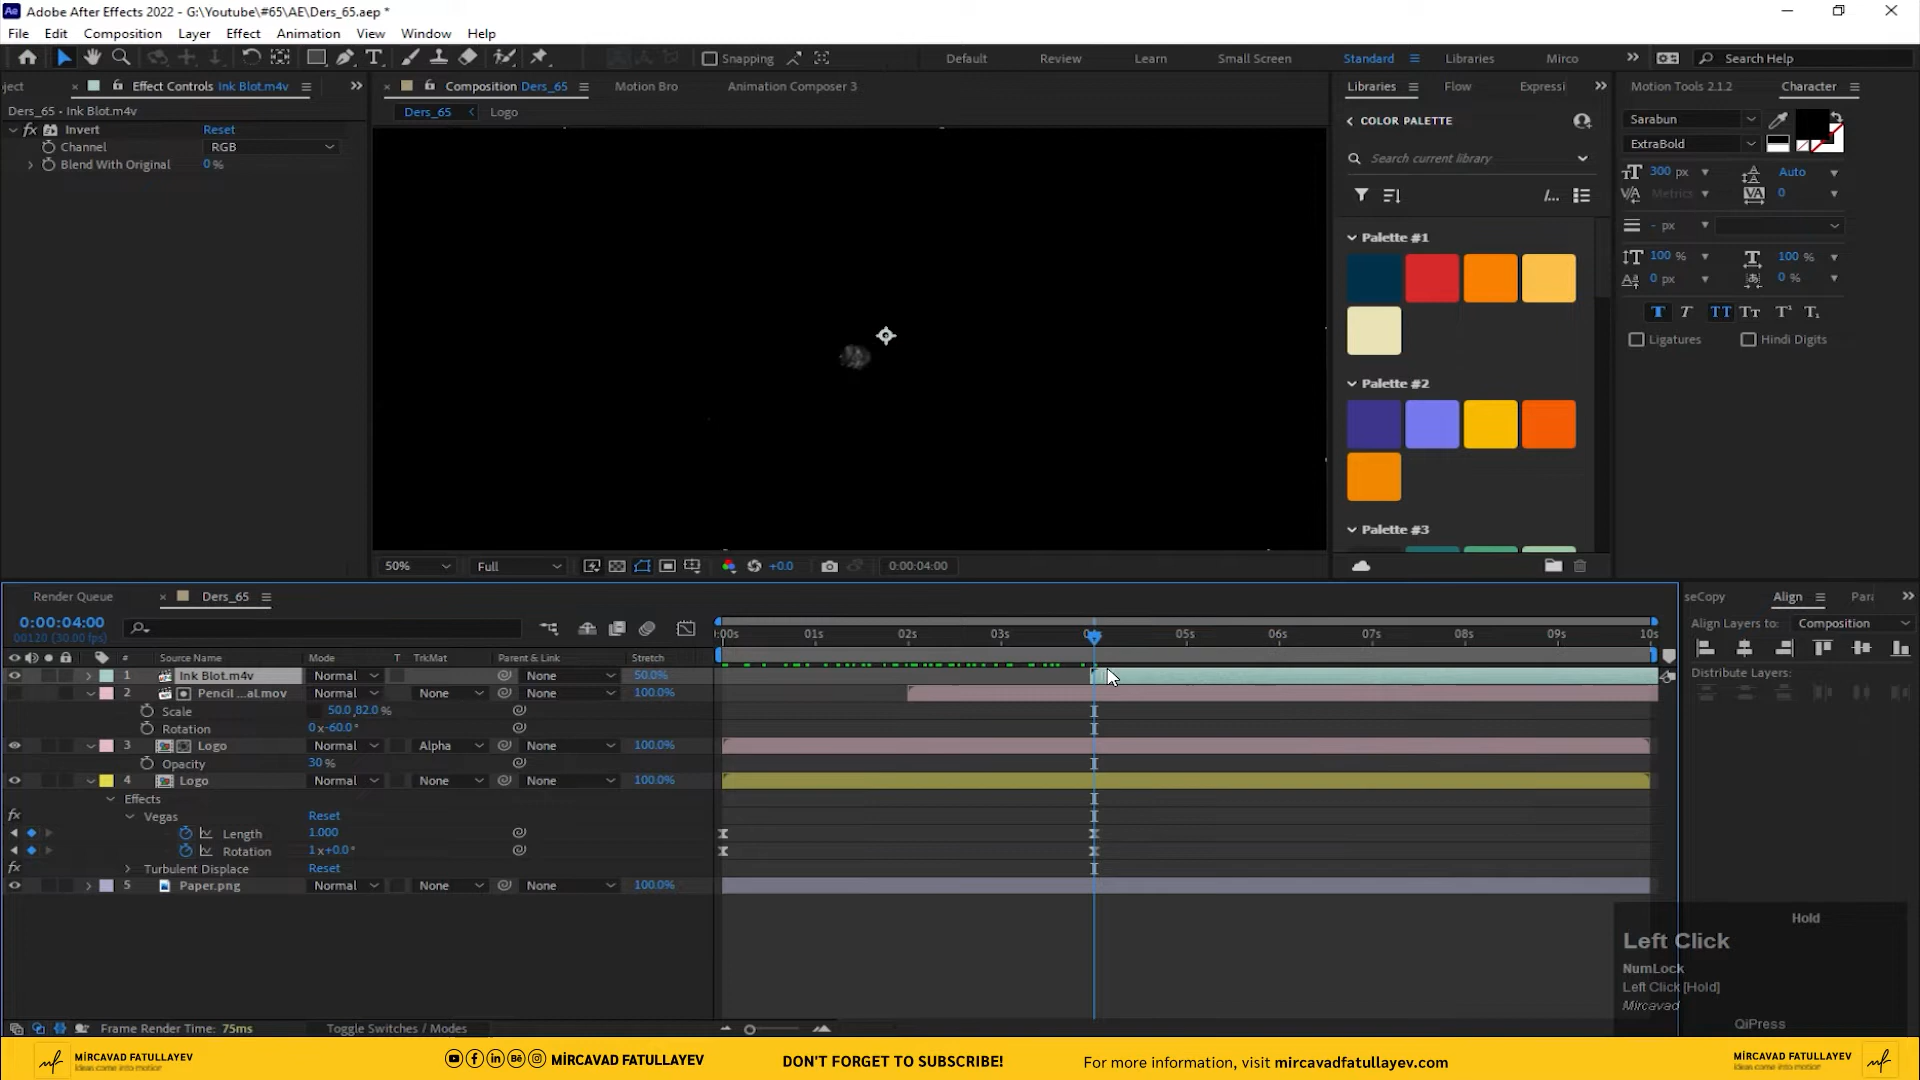 Adobe After Effects 2022 - G:\Youtube\#65\AE\Ders_65.aep *
File Edit Composition Layer Effect Animation View Window Help
Snapping Default Review Learn Small Screen Standard Libraries Mirco Search Help
ject Effect Controls Ink Blot.m4v Composition Ders_65 Motion Bro Animation Composer 3 Libraries Flow Expressi Motion Tools 2.1.2 Character
Ders_65 - Ink Blot.m4v
Ders_65 Logo
fx Invert Reset
Channel RGB
Blend With Original 0 %
COLOR PALETTE
Search current library
Palette #1
Palette #2
Palette #3
Sarabun
ExtraBold
300 px Auto
Metrics 0
- px
100 % 100 %
0 px 0 %
Ligatures Hindi Digits
50% Full +0.0 0:00:04:00
Render Queue Ders_65
0:00:04:00
00120 (30.00 fps)
:00s 01s 02s 03s 04s 05s 06s 07s 08s 09s 10s
# Source Name Mode T TrkMat Parent & Link Stretch
1 Ink Blot.m4v Normal None 50.0%
2 Pencil ...al.mov Normal None None 100.0%
Scale 50.0,82.0 %
Rotation 0x-60.0°
3 Logo Normal Alpha None 100.0%
Opacity 30 %
4 Logo Normal None None 100.0%
Effects
fx Vegas Reset
Length 1.000
Rotation 1x+0.0°
fx Turbulent Displace Reset
5 Paper.png Normal None None 100.0%
Frame Render Time: 75ms Toggle Switches / Modes
seCopy Align Para
Align Layers to: Composition
Distribute Layers:
Hold
Left Click
NumLock
Left Click [Hold]
Mircavad
QiPress
MİRCAVAD FATULLAYEV
Ideas come into motion
MİRCAVAD FATULLAYEV DON'T FORGET TO SUBSCRIBE! For more information, visit mircavadfatullayev.com
MİRCAVAD FATULLAYEV
Ideas come into motion